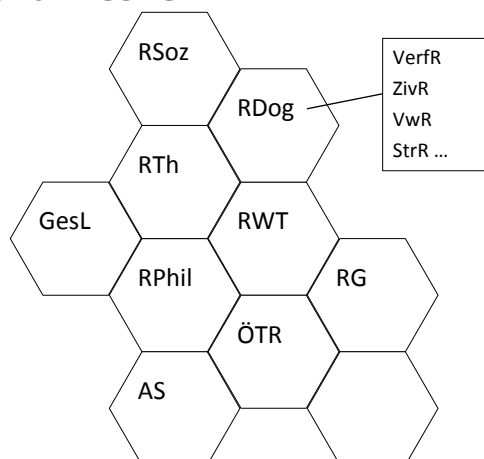 RSoz
RDog
VerfR
ZivR
VwR
StrR ...
RTh
GesL
RWT
RPhil
RG
ÖTR
AS